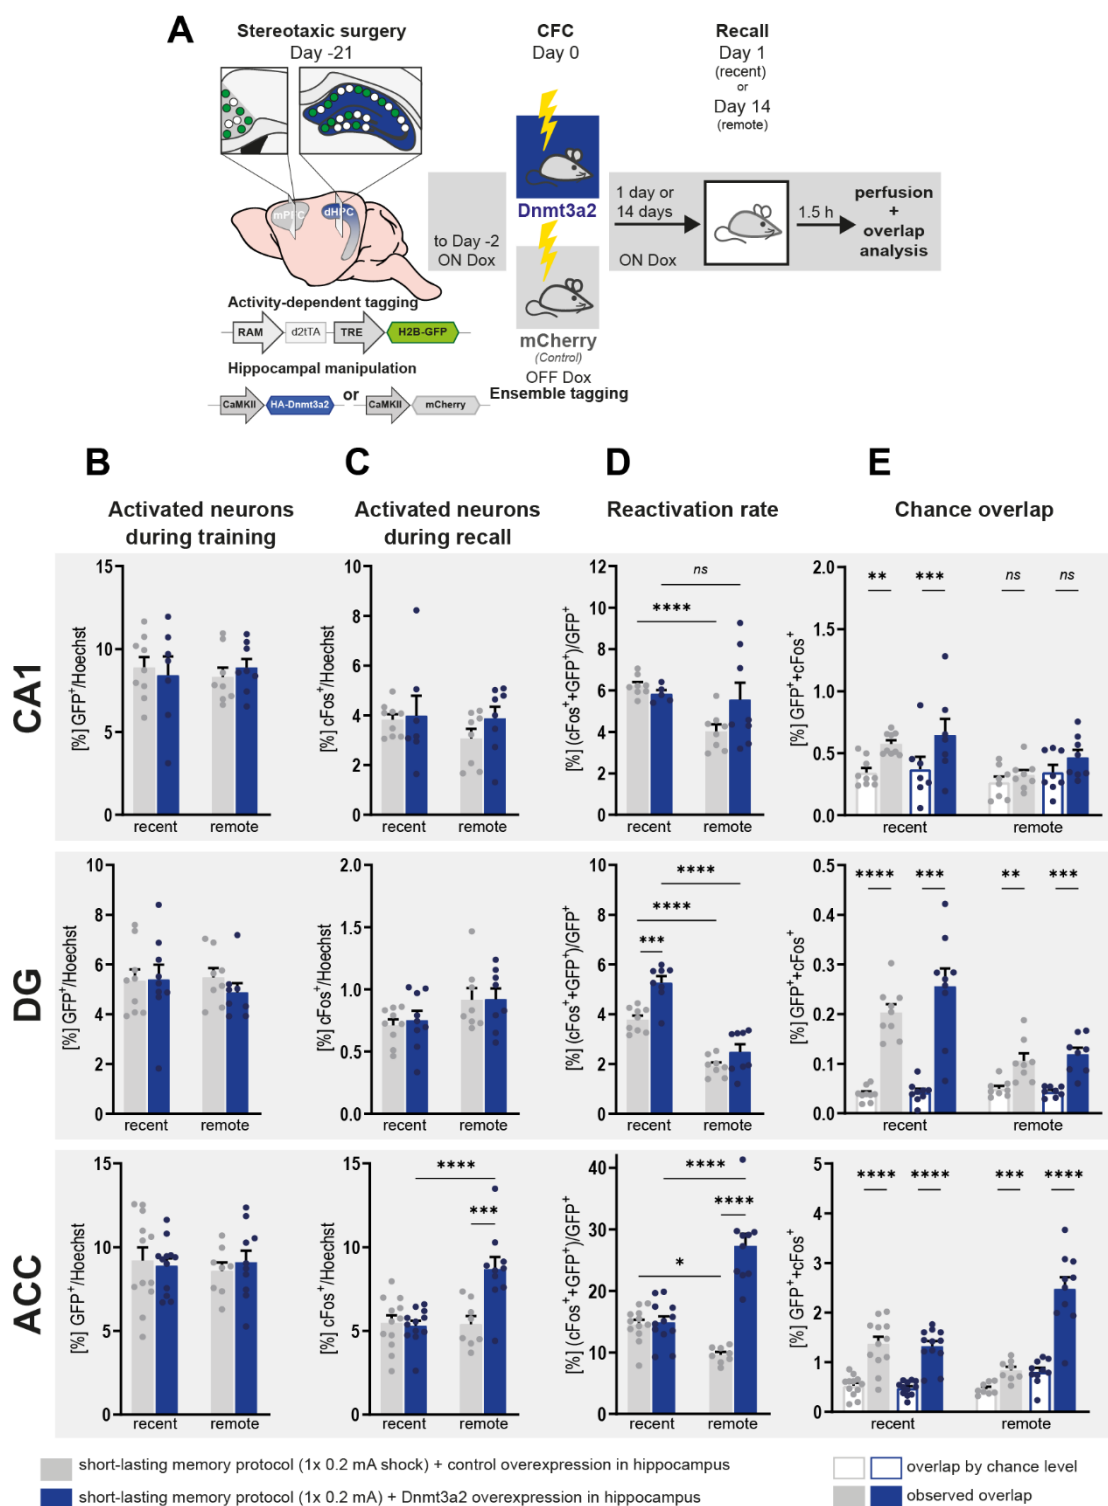 A
Stereotaxic surgery
Day -21
CFC
Day 0
Recall
Day 1
(recent)
or
Day 14
(remote)
mPFC
dHPC
to Day -2
ON Dox
Dnmt3a2
mCherry
(Control)
OFF Dox
Ensemble tagging
1 day or
14 days
ON Dox
1.5 h
perfusion
+
overlap
analysis
Activity-dependent tagging
RAM d2tTA TRE H2B-GFP
Hippocampal manipulation
CaMKII HA-Dnmt3a2 or CaMKII mCherry
B
Activated neurons
during training
C
Activated neurons
during recall
D
Reactivation rate
E
Chance overlap
CA1
[%] GFP⁺/Hoechst
15
10
5
0
recent remote
[%] cFos⁺/Hoechst
10
8
6
4
2
0
recent remote
[%] (cFos⁺+GFP⁺)/GFP⁺
12
10
8
6
4
2
0
ns
****
recent remote
[%] GFP⁺+cFos⁺
2.0
1.5
1.0
0.5
0.0
** *** ns ns
recent remote
DG
[%] GFP⁺/Hoechst
10
8
6
4
2
0
recent remote
[%] cFos⁺/Hoechst
2.0
1.5
1.0
0.5
0.0
recent remote
[%] (cFos⁺+GFP⁺)/GFP⁺
10
8
6
4
2
0
****
****
***
recent remote
[%] GFP⁺+cFos⁺
0.5
0.4
0.3
0.2
0.1
0.0
**** *** ** ***
recent remote
ACC
[%] GFP⁺/Hoechst
15
10
5
0
recent remote
[%] cFos⁺/Hoechst
15
10
5
0
****
***
recent remote
[%] (cFos⁺+GFP⁺)/GFP⁺
40
30
20
10
0
****
****
*
recent remote
[%] GFP⁺+cFos⁺
5
4
3
2
1
0
**** **** *** ****
recent remote
short-lasting memory protocol (1x 0.2 mA shock) + control overexpression in hippocampus
short-lasting memory protocol (1x 0.2 mA) + Dnmt3a2 overexpression in hippocampus
overlap by chance level
observed overlap